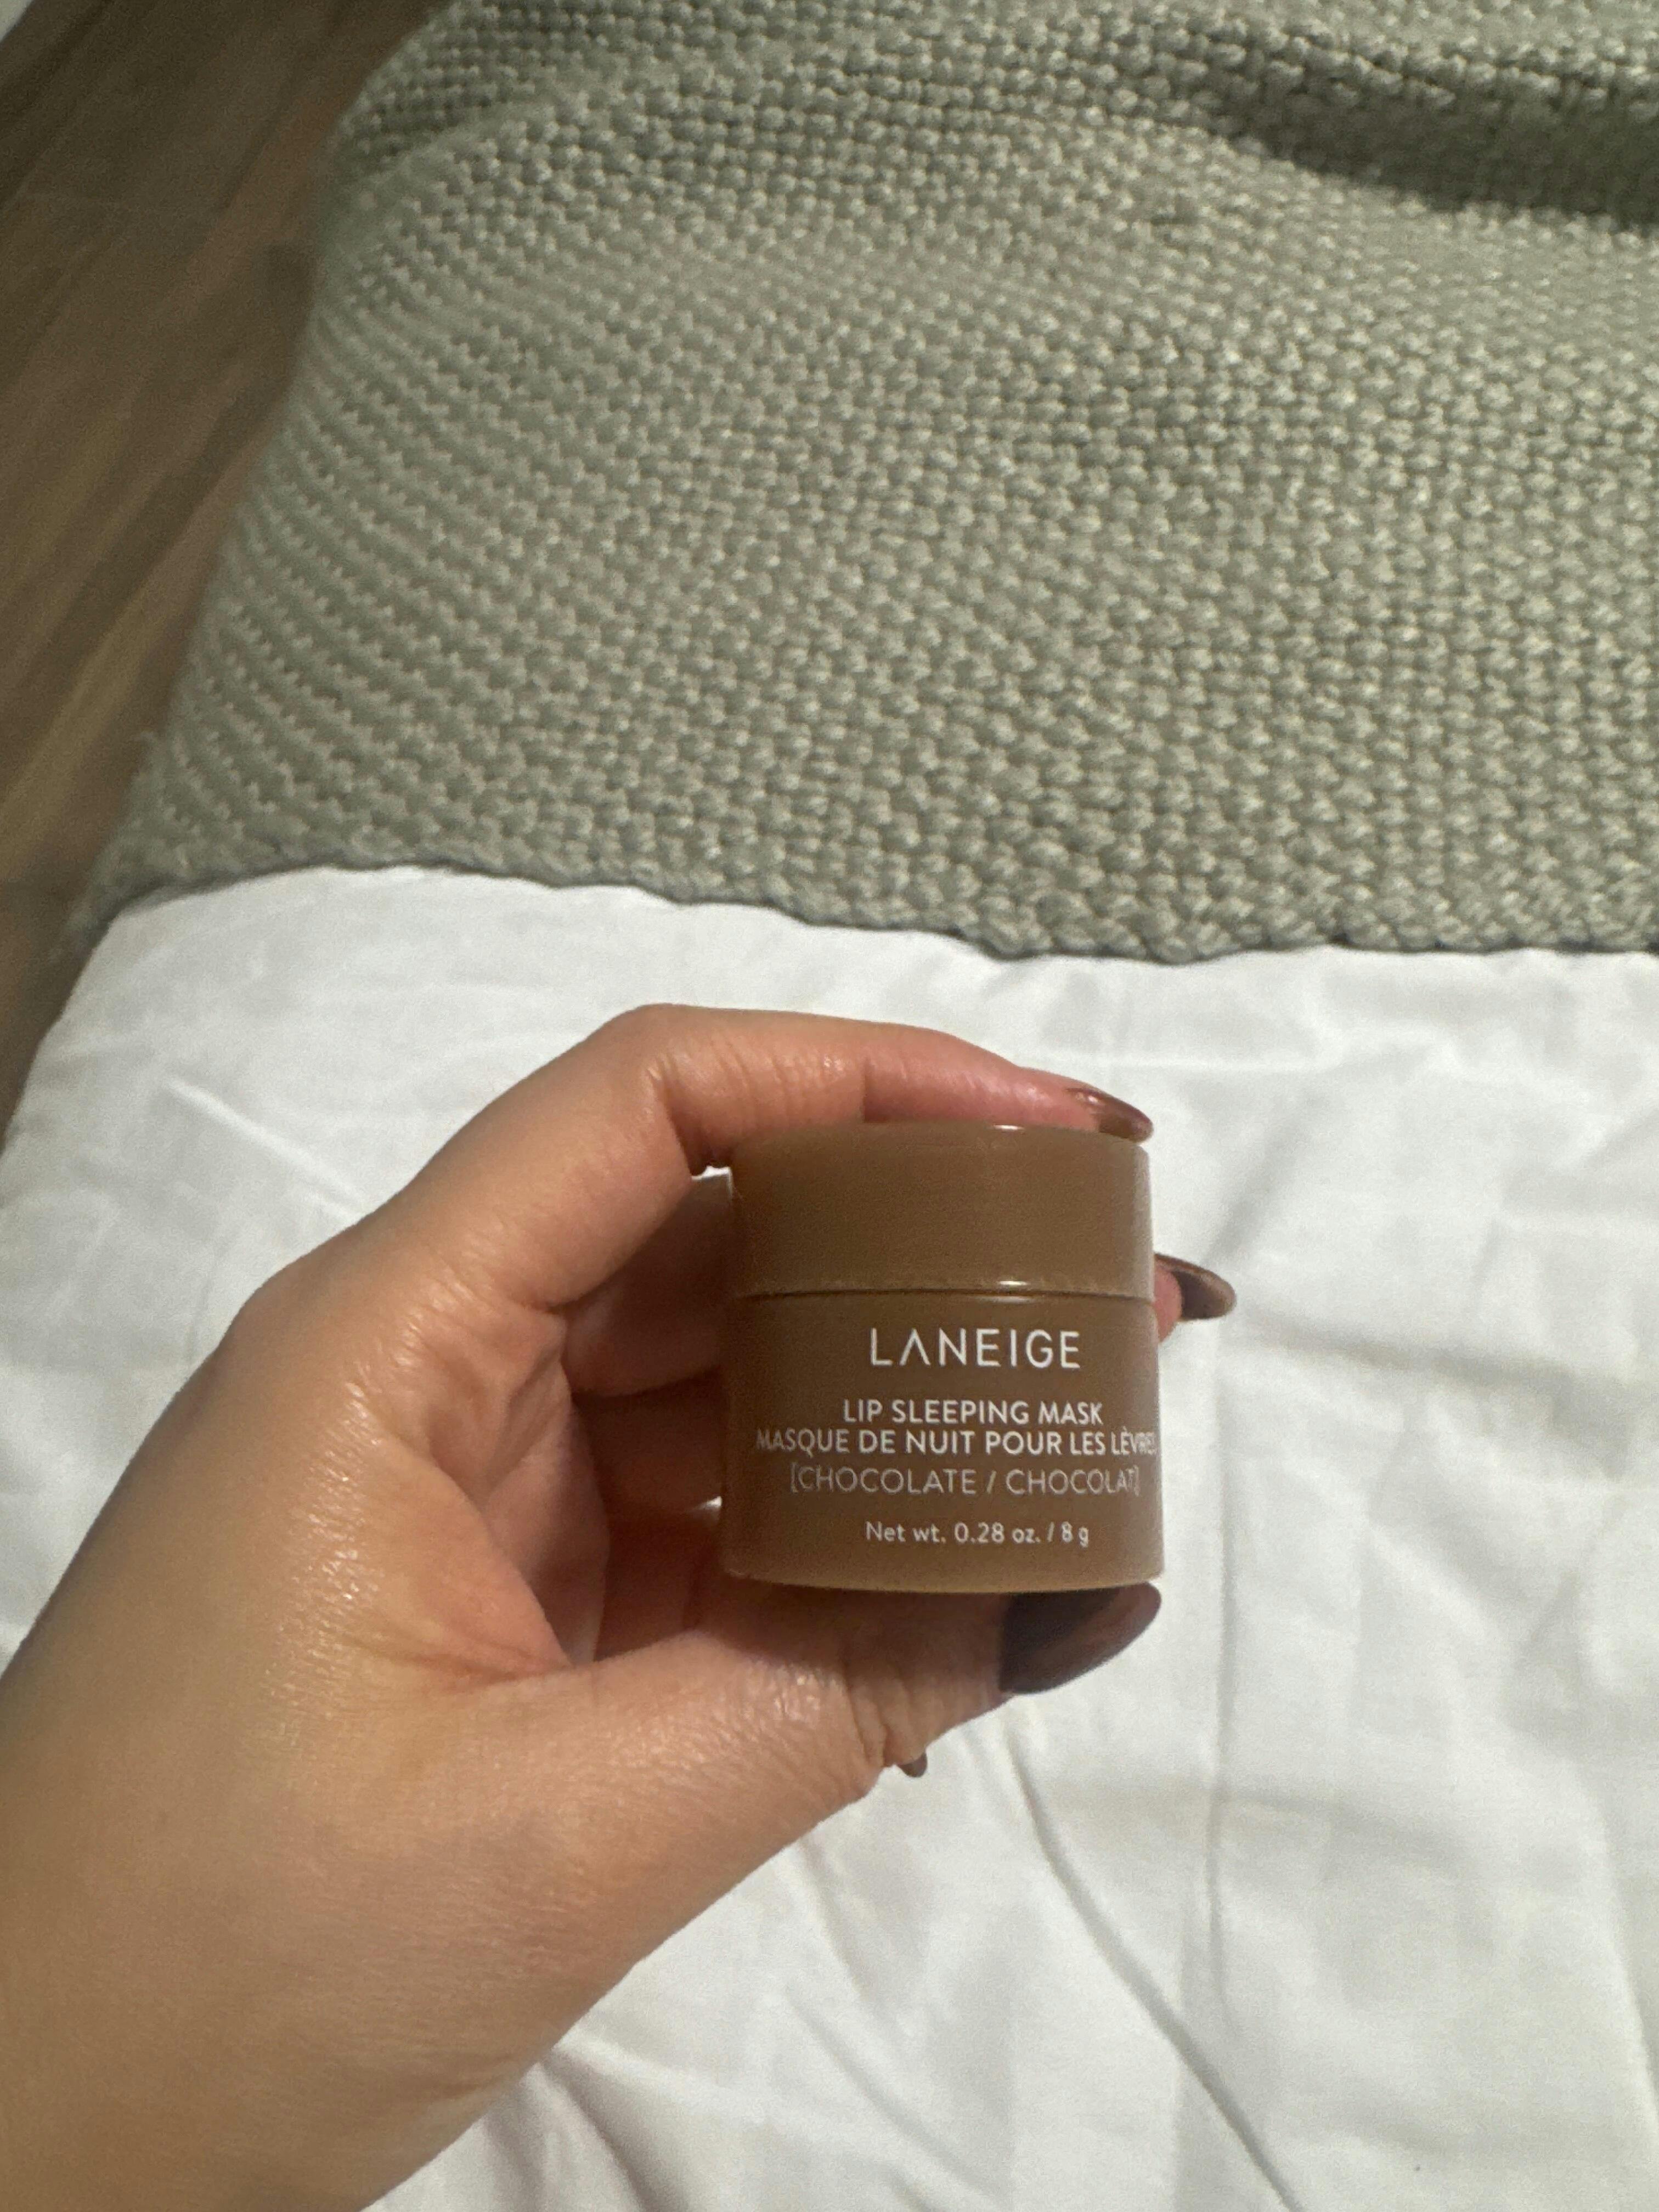 LANEIGE
LIP SLEEPING MASK
MASQUE DE NUIT POUR LES LÈVRES
[CHOCOLATE / CHOCOLAT]
Net wt. 0.28 oz. / 8 g